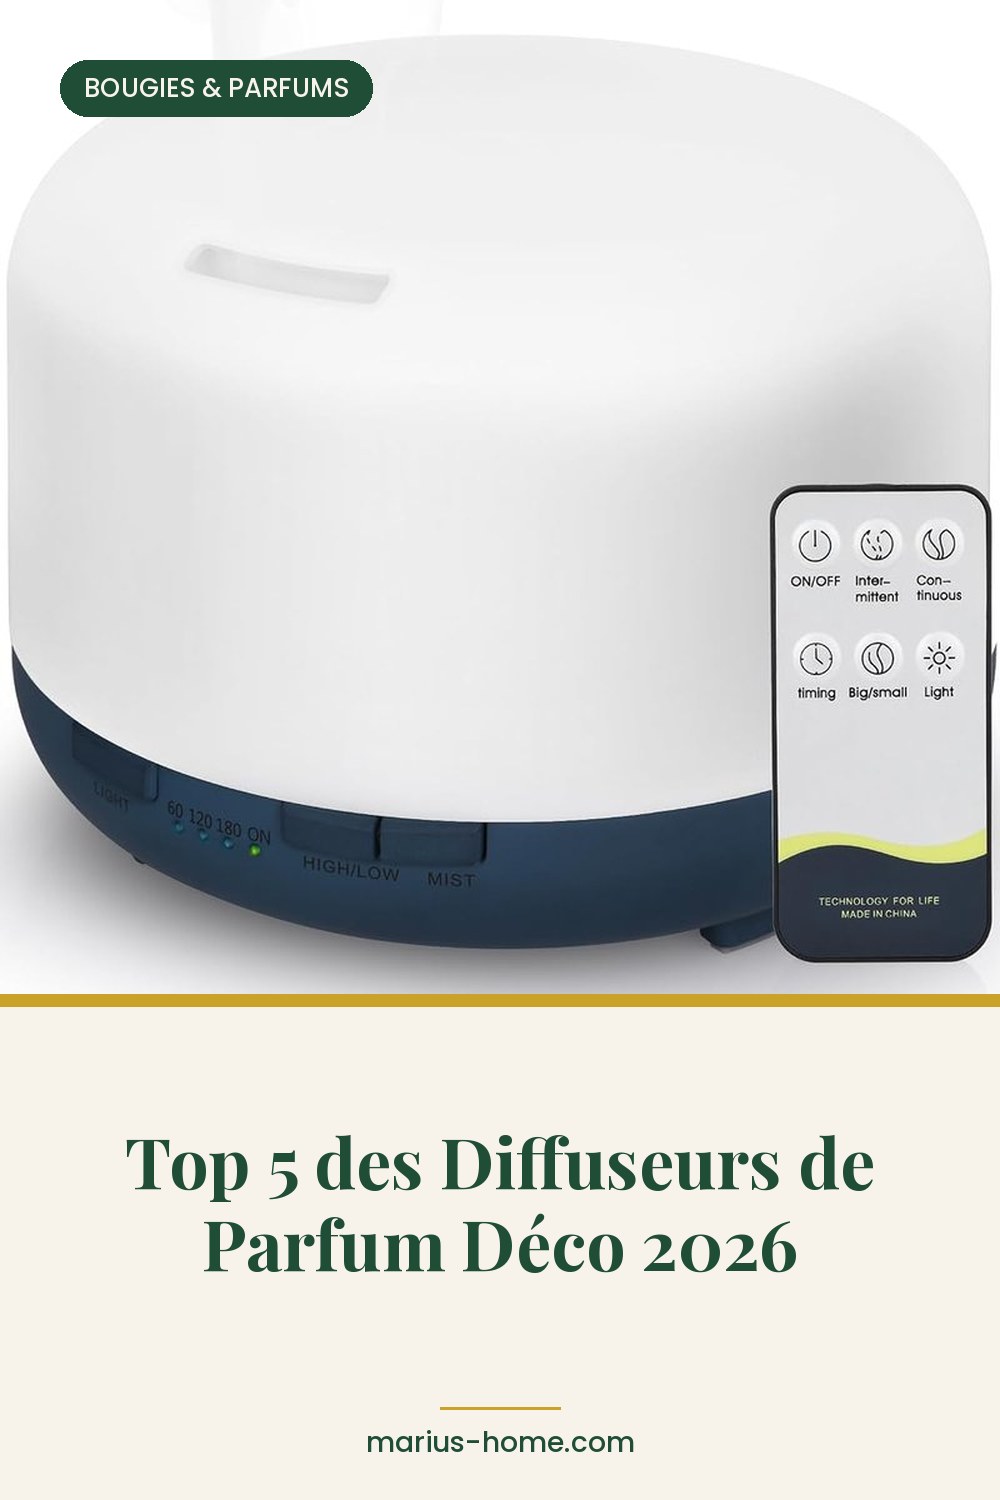 BOUGIES & PARFUMS
ON/OFF
Inter-
mittent
Con-
tinuous
timing
Big/small
Light
LIGHT
60 120 180 ON
HIGH/LOW
MIST
TECHNOLOGY FOR LIFE
MADE IN CHINA
Top 5 des Diffuseurs de
Parfum Déco 2026
marius-home.com